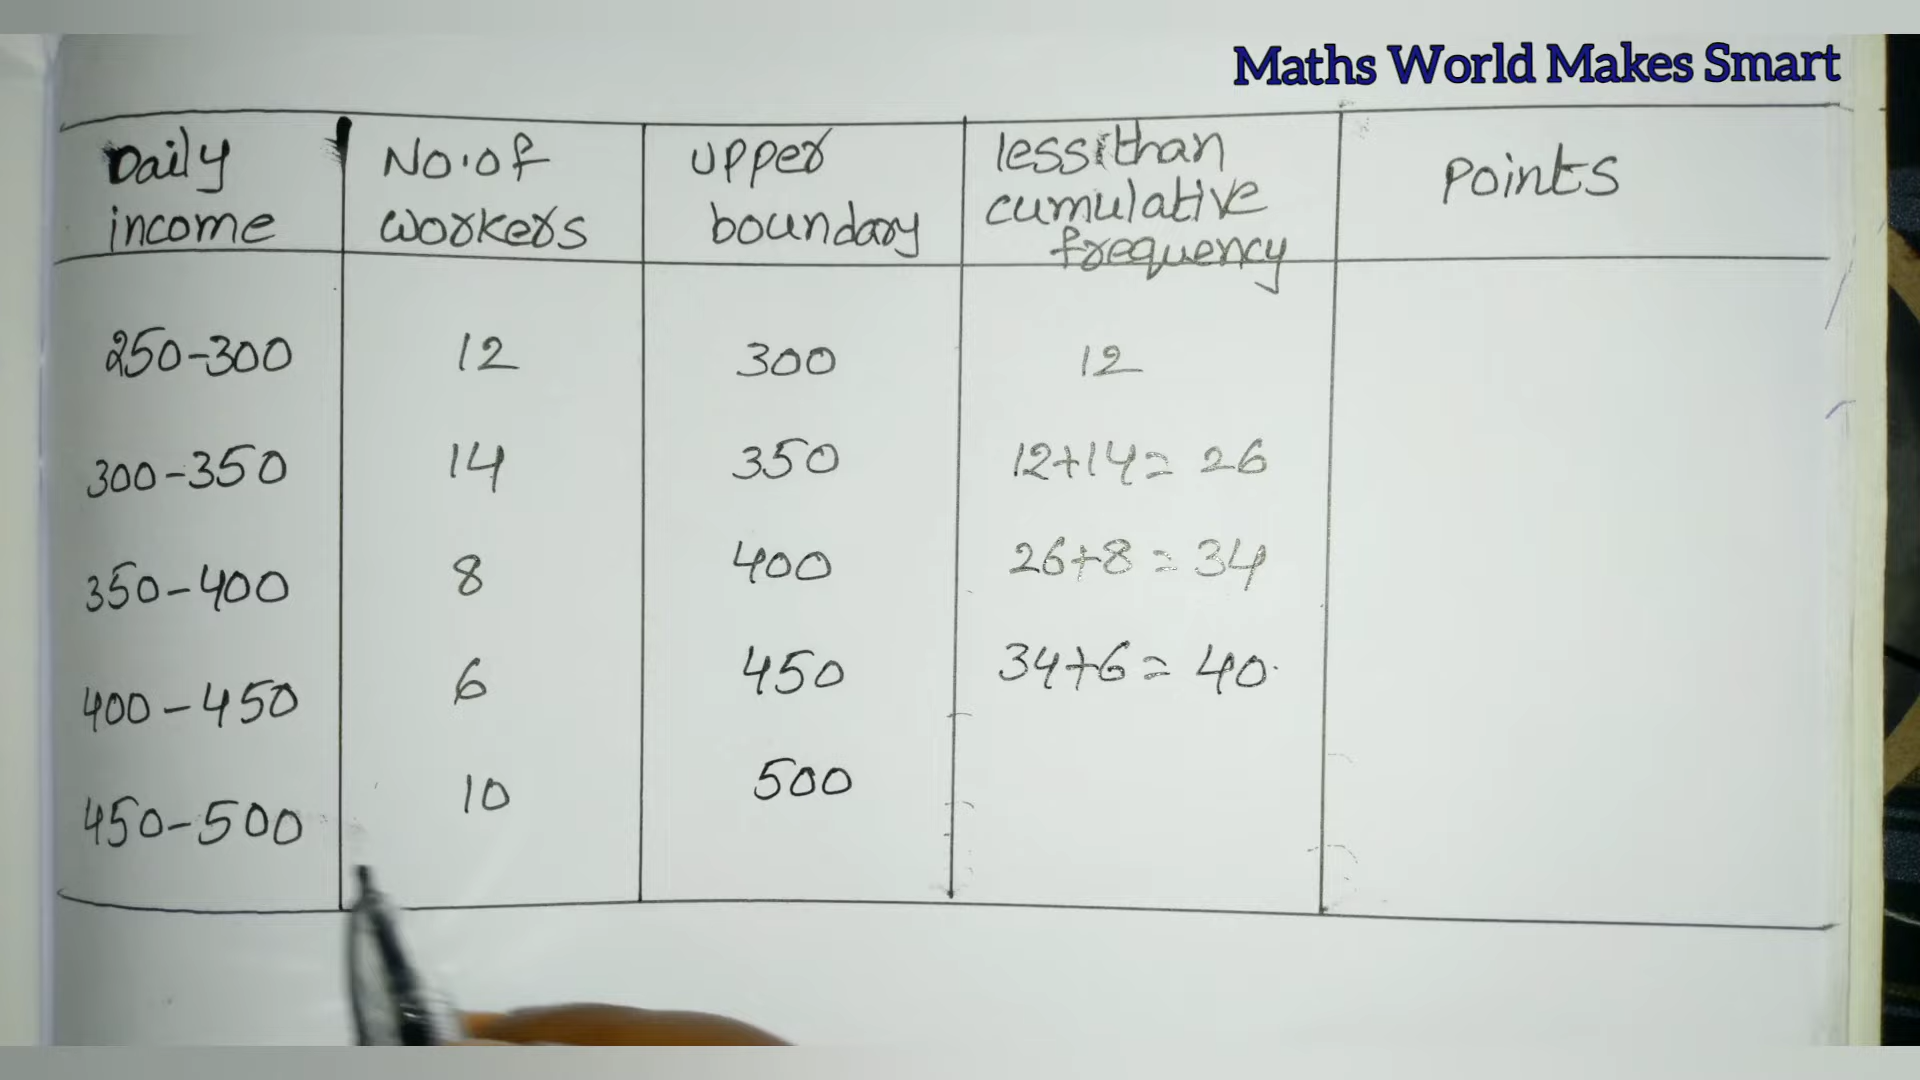 Maths World Makes Smart
Daily income | No. of workers | upper boundary | less than cumulative frequency | Points
250-300 | 12 | 300 | 12
300-350 | 14 | 350 | 12+14= 26
350-400 | 8 | 400 | 26+8 = 34
400-450 | 6 | 450 | 34+6= 40
450-500 | 10 | 500